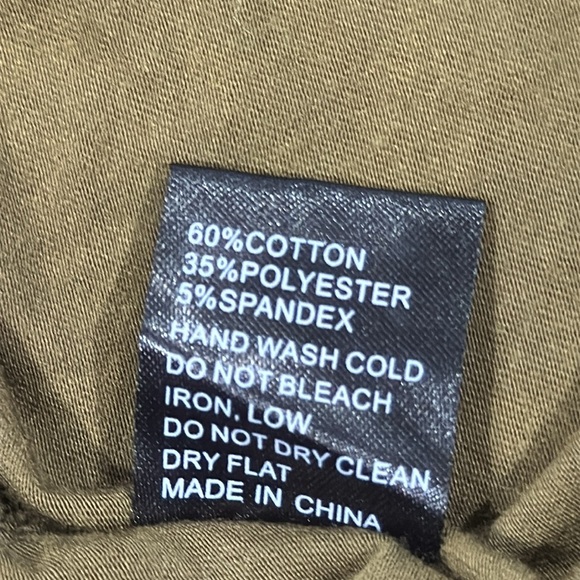 60%COTTON
35%POLYESTER
5%SPANDEX
HAND WASH COLD
DO NOT BLEACH
IRON, LOW
DO NOT DRY CLEAN
DRY FLAT
MADE IN CHINA